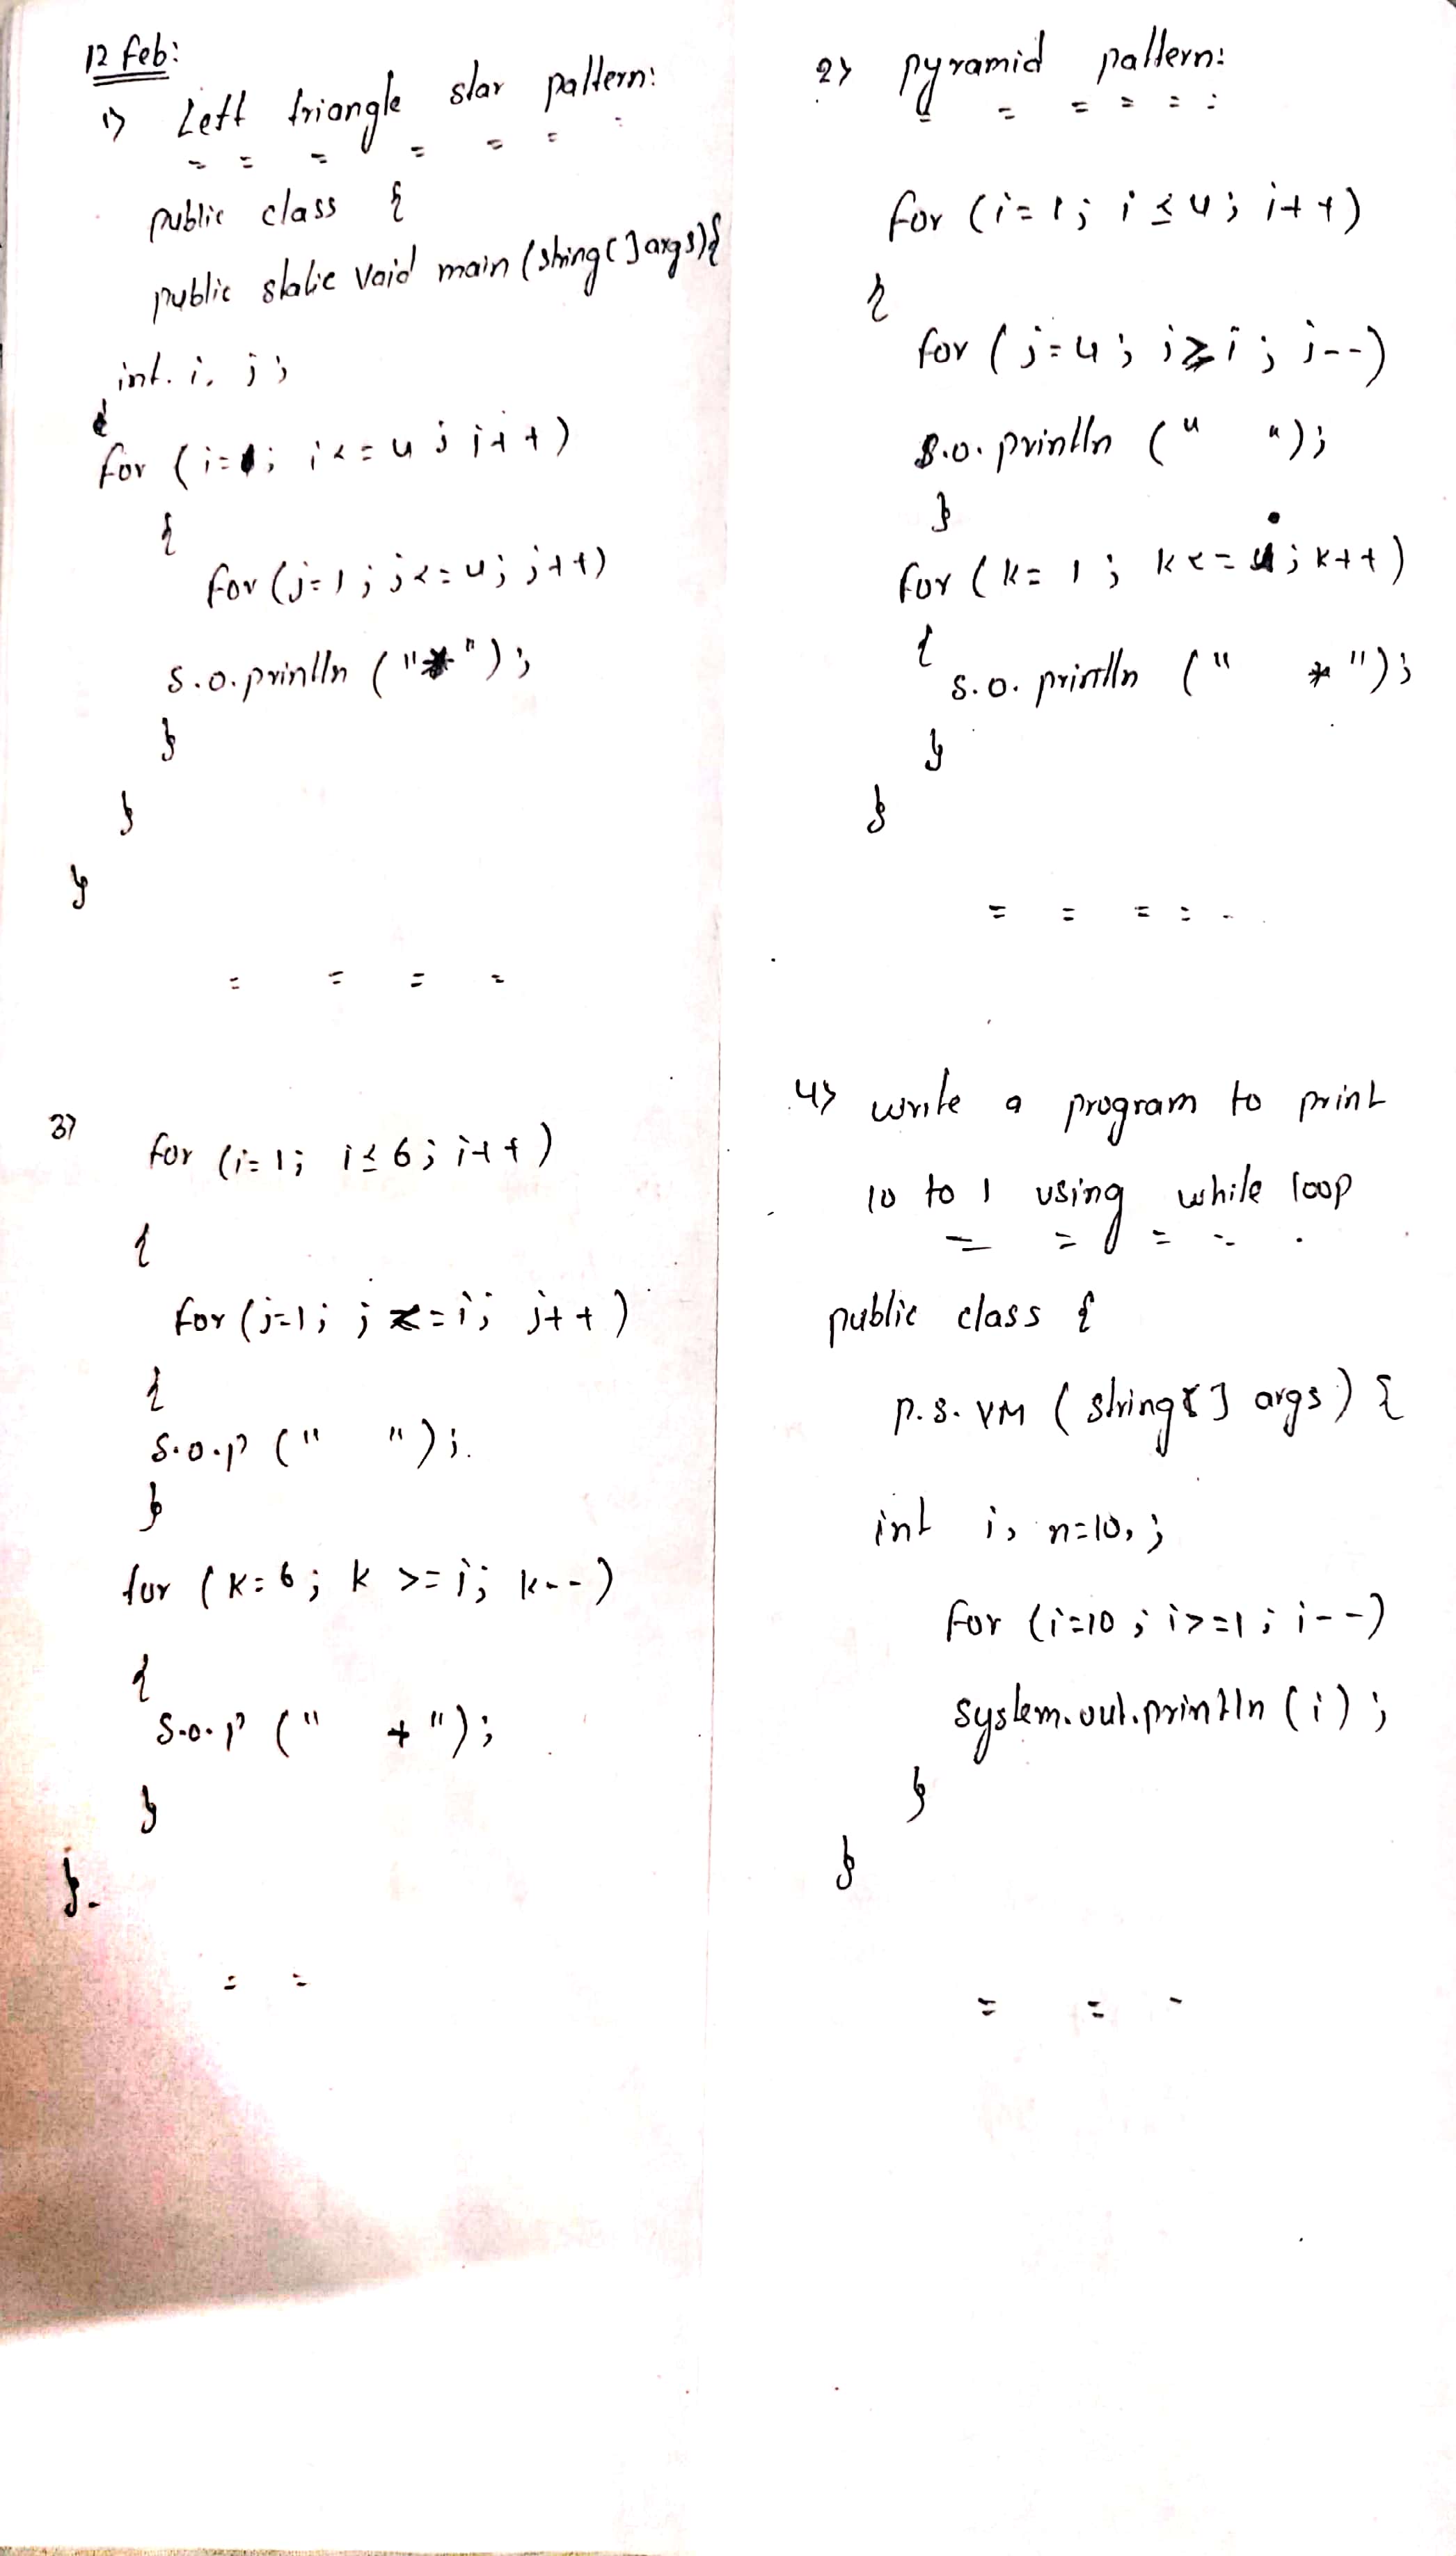 12 Feb:
1) Left triangle star pattern:
public class {
public static void main (string[] args){
int. i, j;
for (i=1; i<=4; i++)
{
for (j=1; j<=4; j++)
s.o.println ("*");
}
}
}
2) pyramid pattern:
for (i=1; i≤4; i++)
{
for (j=4; j≥i; j--)
s.o. println (" ");
}
for (k=1; k<=i; k++)
{
s.o. println (" *");
}
}
3)
for (i=1; i≤6; i++)
{
for (j=1; j<=i; j++)
{
s.o.p (" ");
}
for (k=6; k >=i; k--)
{
s.o.p (" *");
}
}.
4) write a program to print
10 to 1 using while loop
public class {
p.s.VM (string[] args) {
int i, n=10,;
for (i=10; i>=1; i--)
system.out.println (i);
}
}